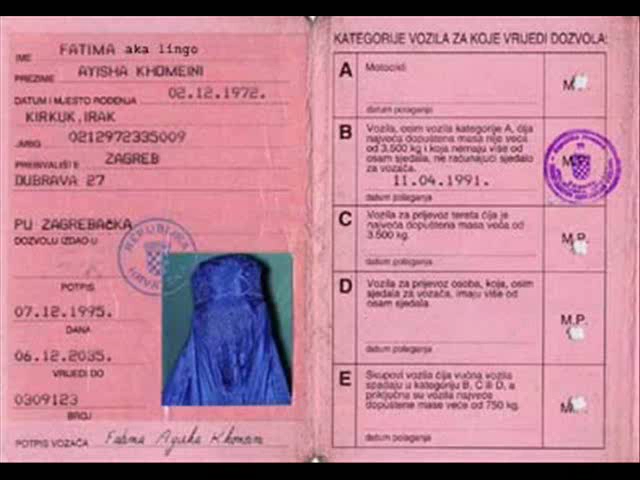 FATIMA aka lingo
IME
AYISHA KHOMEINI
PREZIME
02.12.1972.
DATUM I MJESTO ROĐENJA
KIRKUK, IRAK
0212972335009
JMBG
ZAGREB
PREBIVALIŠTE
DUBRAVA 27
PU ZAGREBAČKA
DOZVOLU IZDAO-U
REPUBLIKA HRVATSKA
POTPIS
07.12.1995.
DANA
06.12.2035.
VRIJEDI DO
0309123
BROJ
POTPIS VOZAČA
Fatima Ayisha Khomeini
KATEGORIJE VOZILA ZA KOJE VRIJEDI DOZVOLA:
A
Motocikli
M.
datum polaganja
B
Vozila, osim vozila kategorije A, čija
najveća dopuštena masa nije veća
od 3.500 kg i koja nemaju više od
osam sjedala, ne računajući sjedalo
za vozača.
M.P.
11.04.1991.
datum polaganja
C
Vozila za prijevoz tereta čija je
najveća dopuštena masa veća od
3.500 kg.
M.P.
datum polaganja
D
Vozila za prijevoz osoba, koja, osim
sjedala za vozača, imaju više od
osam sjedala.
M.P.
datum polaganja
E
Skupovi vozila čija vučna vozila
spadaju u kategoriju B, C ili D, a
priključna su vozila najveće
dopuštene mase veće od 750 kg.
M.
datum polaganja